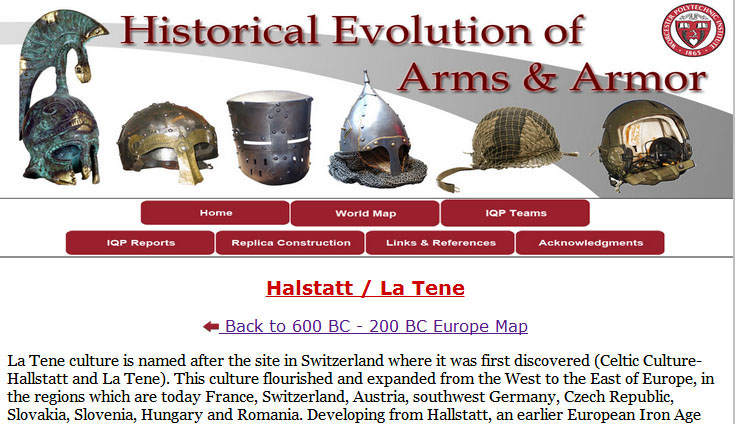 Historical Evolution of
Arms & Armor
WORCESTER POLYTECHNIC INSTITUTE
1865
Home
World Map
IQP Teams
IQP Reports
Replica Construction
Links & References
Acknowledgments
Halstatt / La Tene
Back to 600 BC - 200 BC Europe Map
La Tene culture is named after the site in Switzerland where it was first discovered (Celtic Culture-
Hallstatt and La Tene). This culture flourished and expanded from the West to the East of Europe, in
the regions which are today France, Switzerland, Austria, southwest Germany, Czech Republic,
Slovakia, Slovenia, Hungary and Romania. Developing from Hallstatt, an earlier European Iron Age